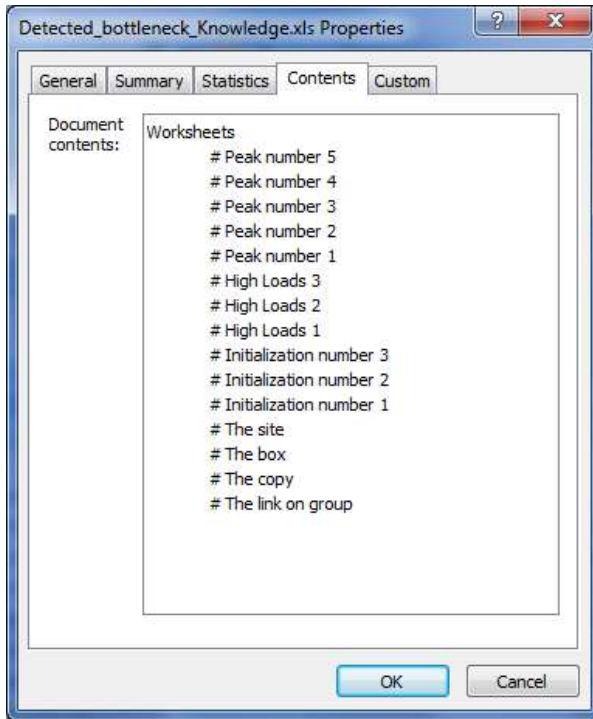 Detected_bottleneck_Knowledge.xls Properties
? X
General Summary Statistics Contents Custom
Document contents:
Worksheets
# Peak number 5
# Peak number 4
# Peak number 3
# Peak number 2
# Peak number 1
# High Loads 3
# High Loads 2
# High Loads 1
# Initialization number 3
# Initialization number 2
# Initialization number 1
# The site
# The box
# The copy
# The link on group
OK Cancel